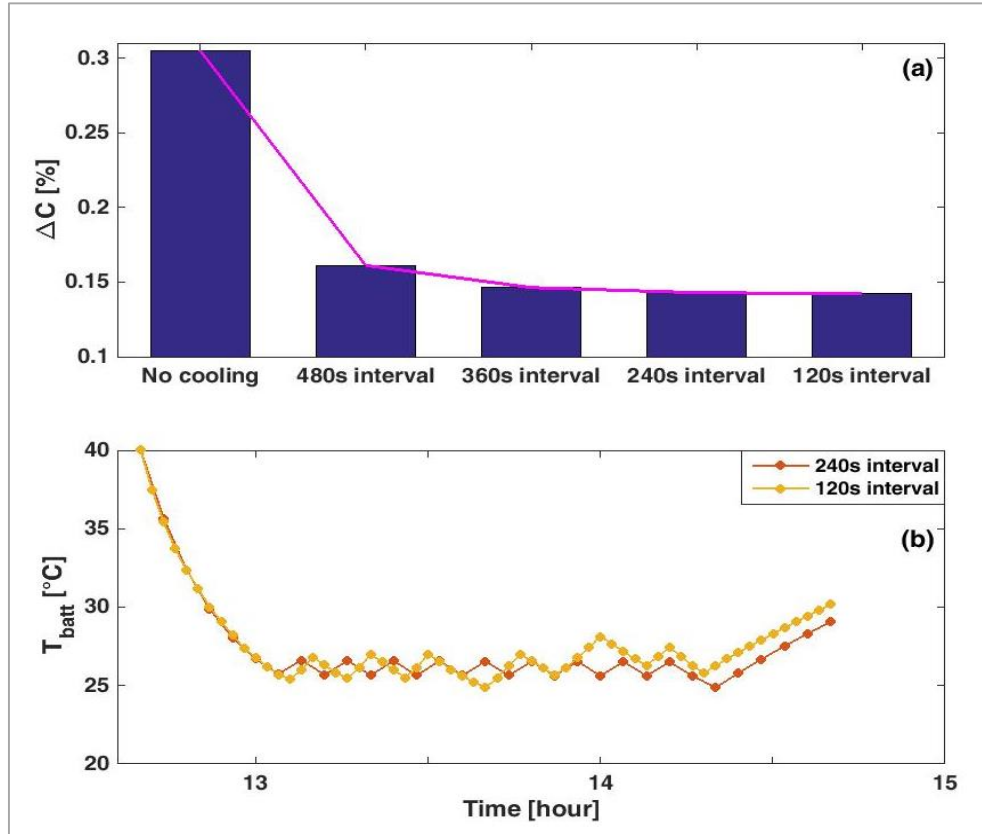 (a)
0.3
0.25
0.2
0.15
0.1
ΔC [%]
No cooling 480s interval 360s interval 240s interval 120s interval
40
35
30
25
20
T_batt [°C]
240s interval
120s interval
(b)
13 14 15
Time [hour]